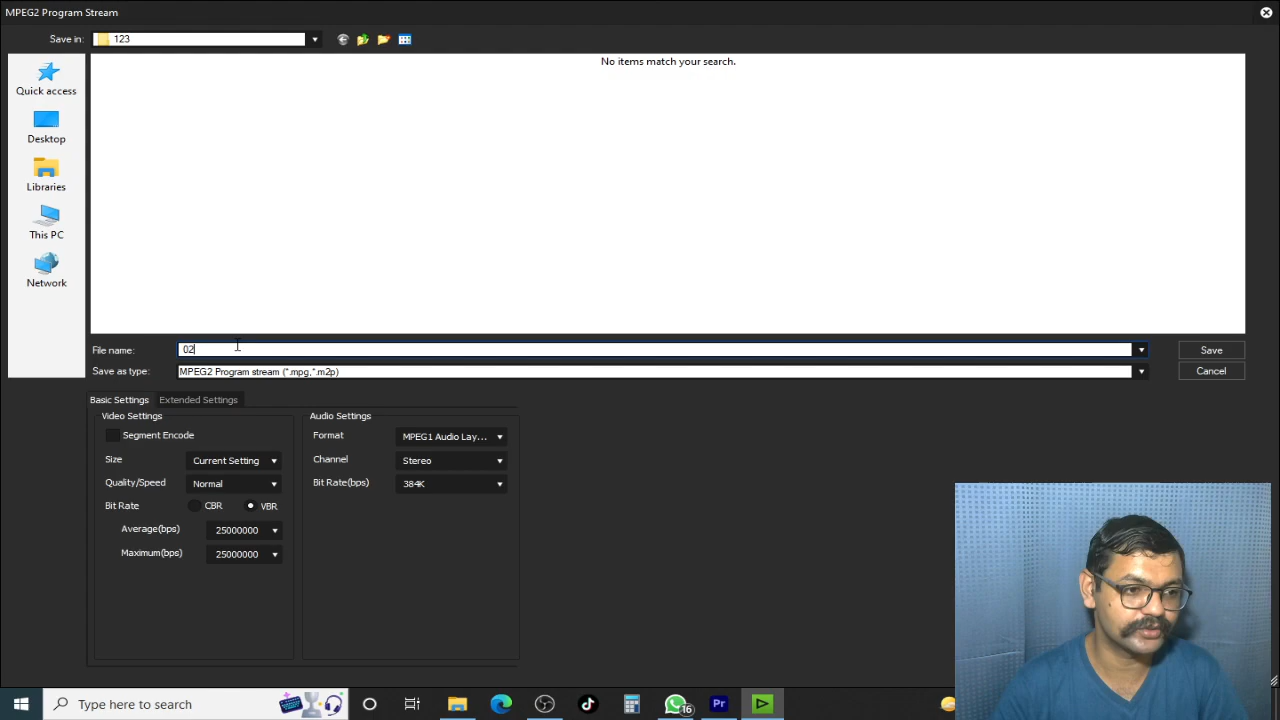 MPEG2 Program Stream
Save in: 123
No items match your search.
Quick access
Desktop
Libraries
This PC
Network
File name: 02
Save
Save as type: MPEG2 Program stream (*.mpg,*.m2p)
Cancel
Basic Settings Extended Settings
Video Settings
Segment Encode
Size Current Setting
Quality/Speed Normal
Bit Rate CBR VBR
Average(bps) 25000000
Maximum(bps) 25000000
Audio Settings
Format MPEG1 Audio Lay...
Channel Stereo
Bit Rate(bps) 384K
Type here to search
16
Pr